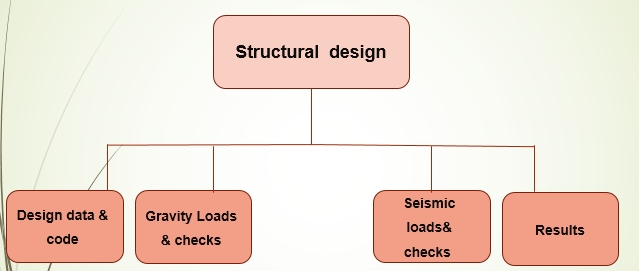 Structural design
Design data &
code
Gravity Loads
& checks
Seismic
loads&
checks
Results